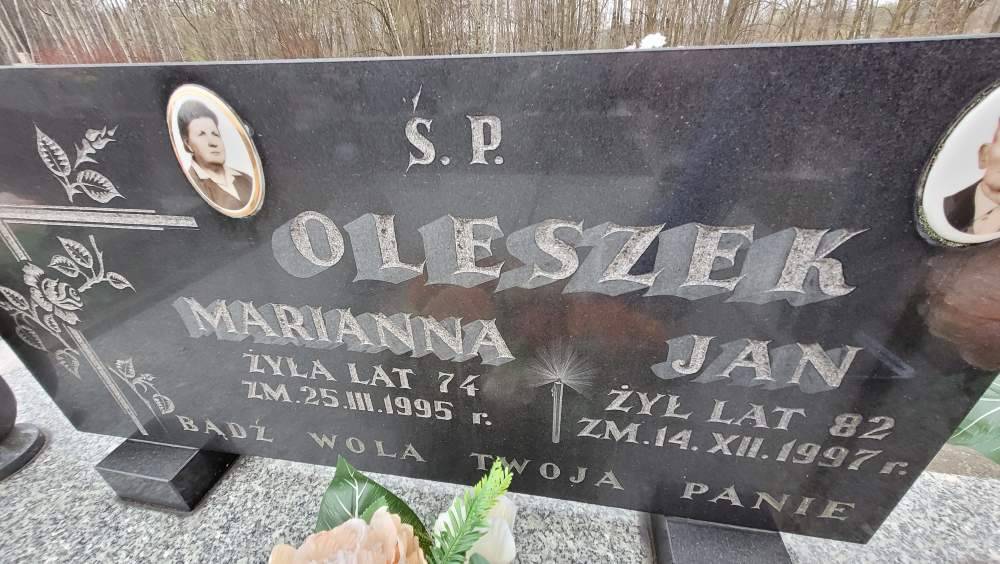 Ś. P.
OLESZEK
MARIANNA
ŻYŁA LAT 74
ZM. 25. III. 1995 r.
JAN
ŻYŁ LAT 82
ZM. 14. XII. 1997 r.
BĄDŹ WOLA TWOJA PANIE